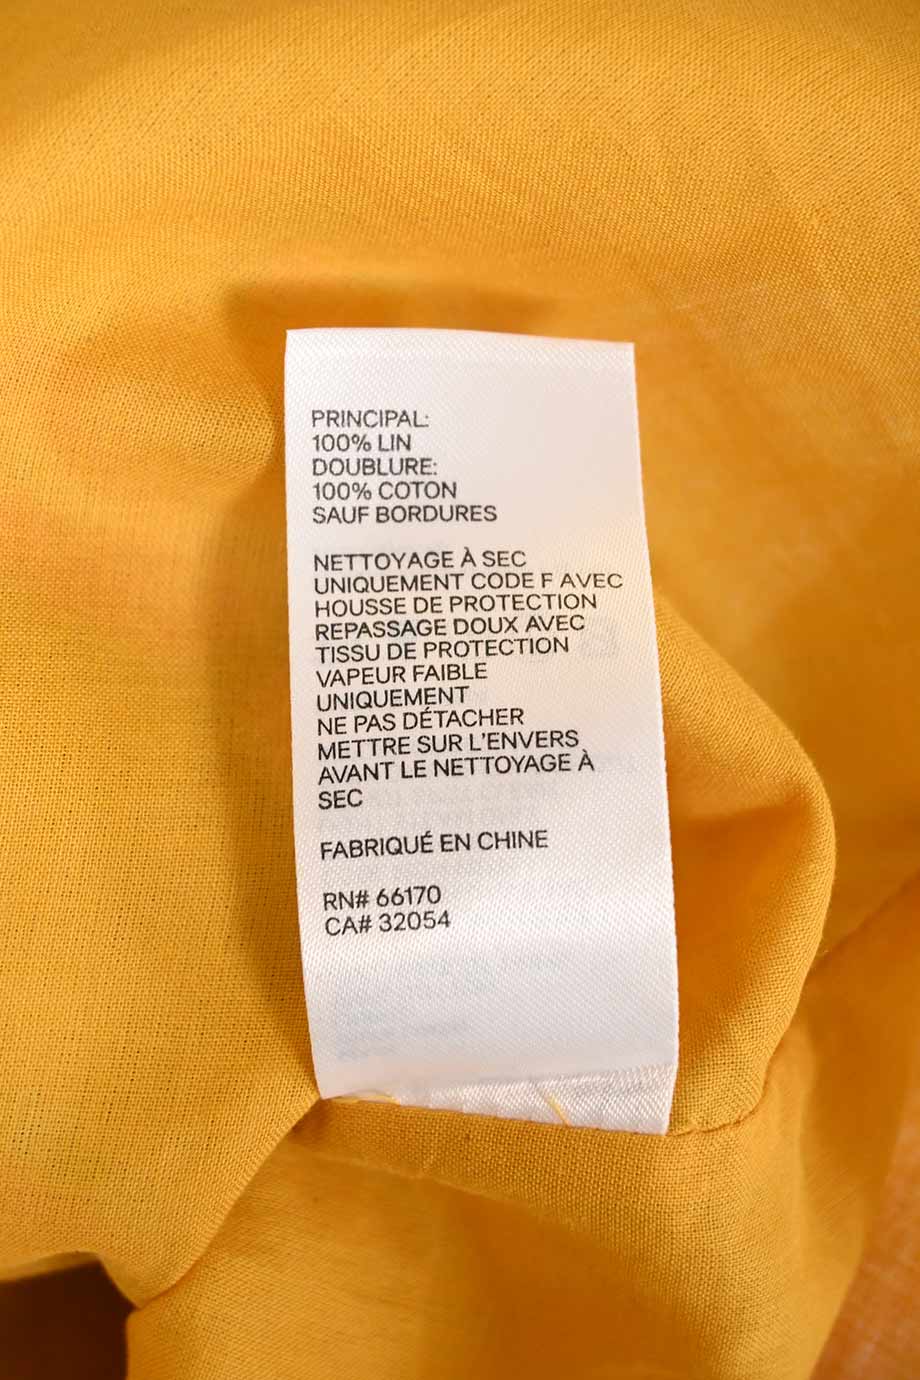 PRINCIPAL:
100% LIN
DOUBLURE:
100% COTON
SAUF BORDURES
NETTOYAGE À SEC
UNIQUEMENT CODE F AVEC
HOUSSE DE PROTECTION
REPASSAGE DOUX AVEC
TISSU DE PROTECTION
VAPEUR FAIBLE
UNIQUEMENT
NE PAS DÉTACHER
METTRE SUR L'ENVERS
AVANT LE NETTOYAGE À
SEC
FABRIQUÉ EN CHINE
RN# 66170
CA# 32054